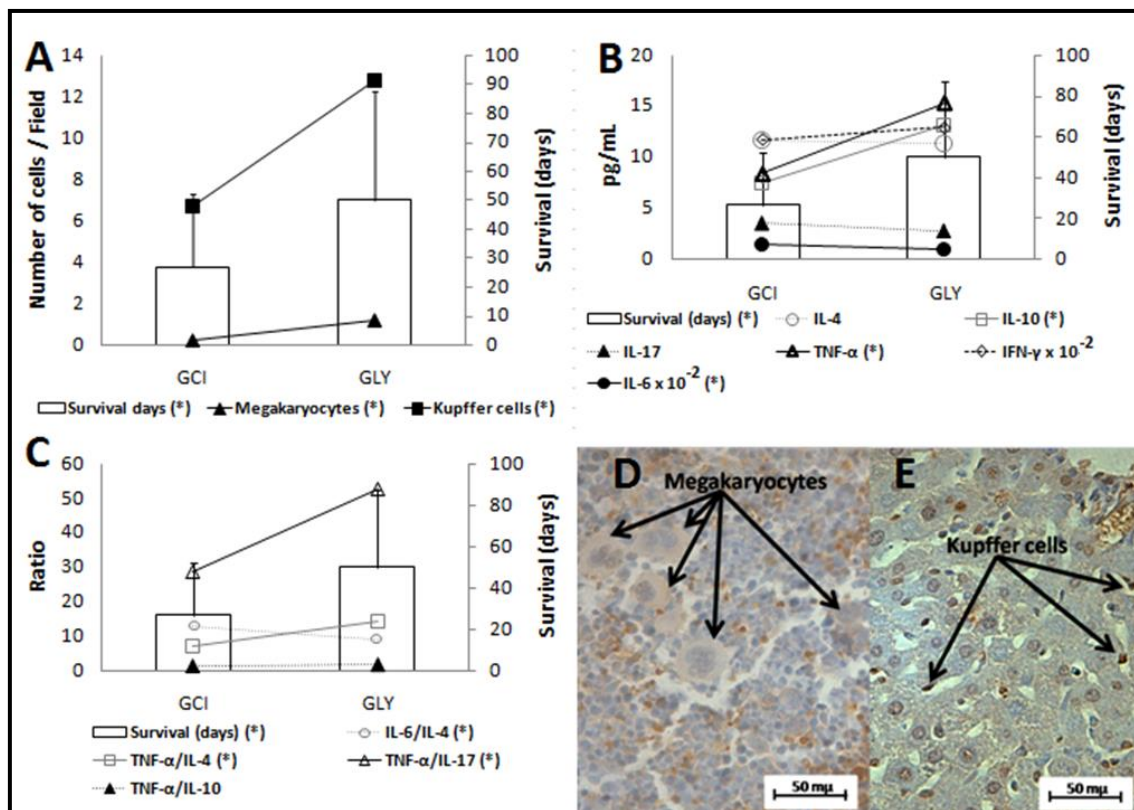 A
Number of cells / Field
14
12
10
8
6
4
2
0
100
90
80
70
60
50
40
30
20
10
0
Survival (days)
GCI GLY
Survival days (*) Megakaryocytes (*) Kupffer cells (*)
B
pg/mL
20
15
10
5
0
100
80
60
40
20
0
Survival (days)
GCI GLY
Survival (days) (*) IL-4 IL-10 (*)
IL-17 TNF-α (*) IFN-γ x 10-2
IL-6 x 10-2 (*)
C
Ratio
60
50
40
30
20
10
0
100
80
60
40
20
0
Survival (days)
GCI GLY
Survival (days) (*) IL-6/IL-4 (*)
TNF-α/IL-4 (*) TNF-α/IL-17 (*)
TNF-α/IL-10
D
Megakaryocytes
50 mμ
E
Kupffer cells
50 mμ